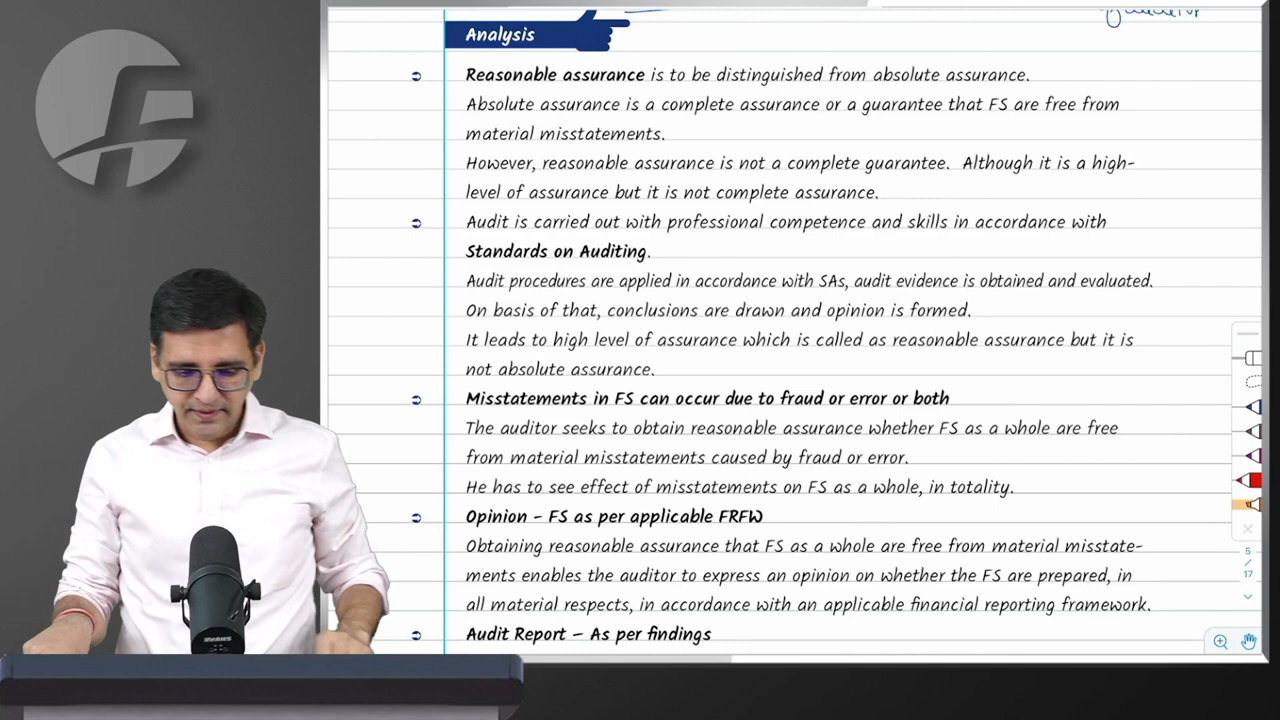 Analysis
Reasonable assurance is to be distinguished from absolute assurance.
Absolute assurance is a complete assurance or a guarantee that FS are free from
material misstatements.
However, reasonable assurance is not a complete guarantee. Although it is a high-
level of assurance but it is not complete assurance.
Audit is carried out with professional competence and skills in accordance with
Standards on Auditing.
Audit procedures are applied in accordance with SAs, audit evidence is obtained and evaluated.
On basis of that, conclusions are drawn and opinion is formed.
It leads to high level of assurance which is called as reasonable assurance but it is
not absolute assurance.
Misstatements in FS can occur due to fraud or error or both
The auditor seeks to obtain reasonable assurance whether FS as a whole are free
from material misstatements caused by fraud or error.
He has to see effect of misstatements on FS as a whole, in totality.
Opinion - FS as per applicable FRFW
Obtaining reasonable assurance that FS as a whole are free from material misstate-
ments enables the auditor to express an opinion on whether the FS are prepared, in
all material respects, in accordance with an applicable financial reporting framework.
Audit Report – As per findings
5
/
17
SHURE